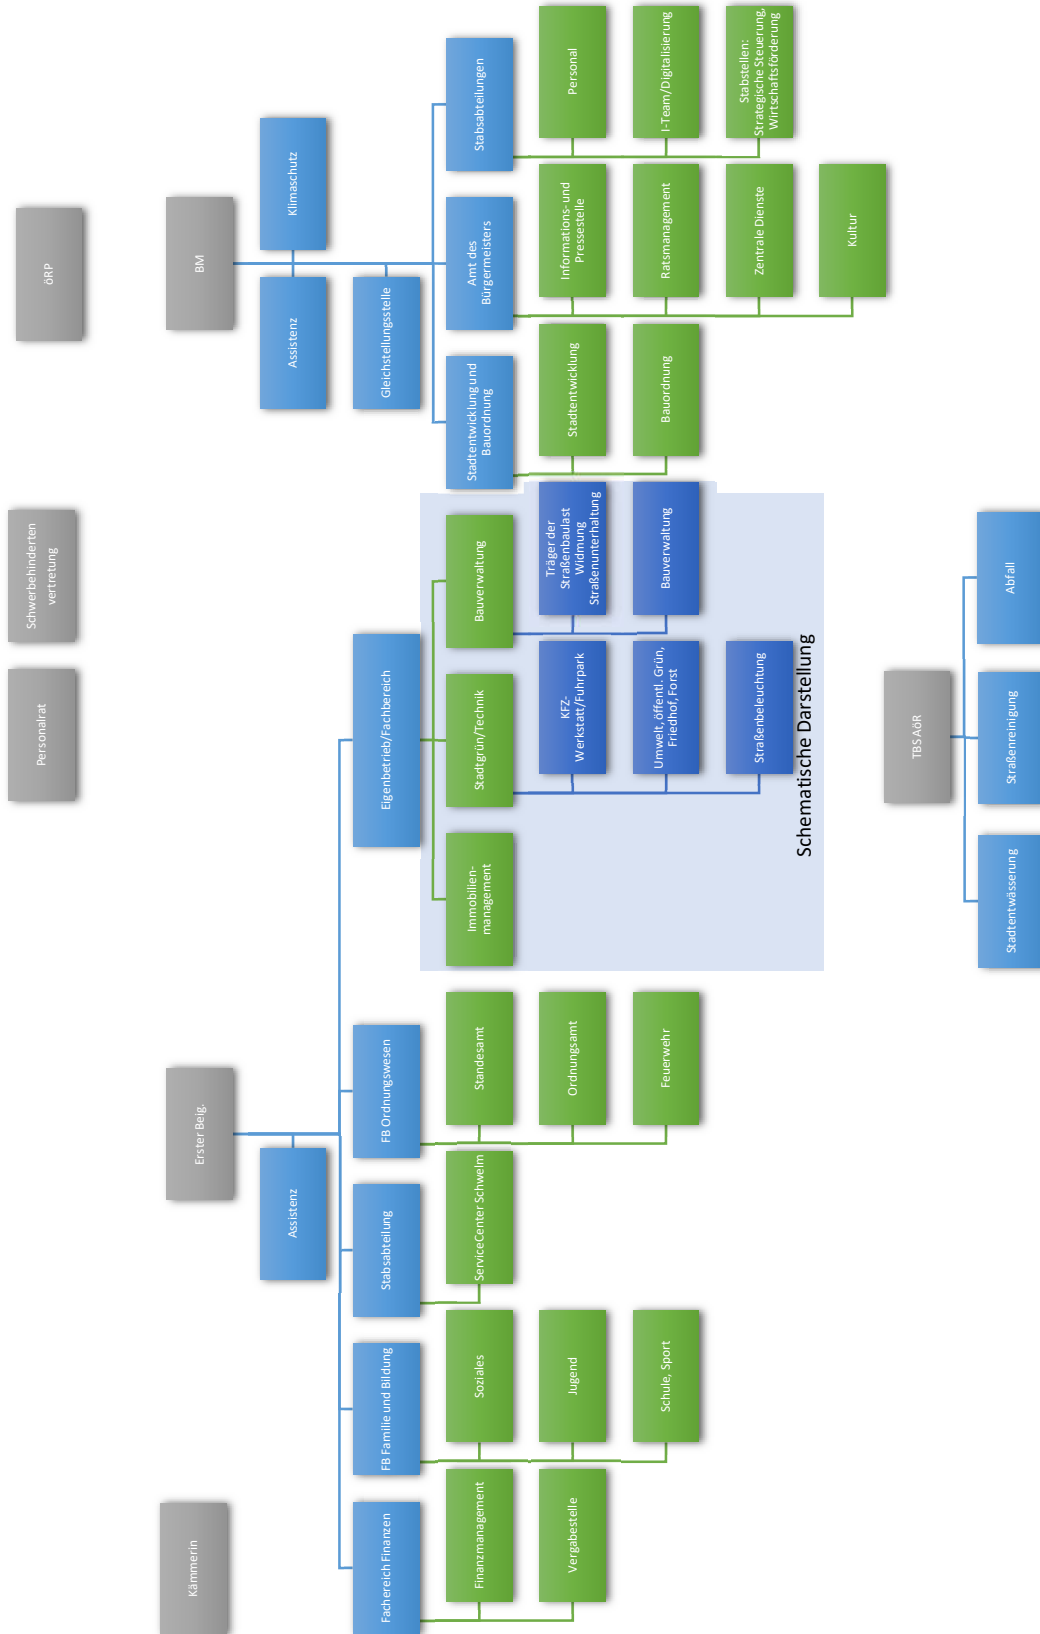 Kämmerin
Personalrat
Schwerbehinderten
vertretung
öRP
Erster Beig.
BM
Assistenz
Assistenz
Klimaschutz
Fachereich Finanzen
FB Familie und Bildung
Stabsabteilung
FB Ordnungswesen
Eigenbetrieb/Fachbereich
Gleichstellungsstelle
Finanzmanagement
Vergabestelle
Soziales
Jugend
Schule, Sport
ServiceCenter Schwelm
Standesamt
Ordnungsamt
Feuerwehr
Immobilien-
management
Stadtgrün/Technik
KFZ-
Werkstatt/Fuhrpark
Umwelt, öffentl. Grün,
Friedhof, Forst
Straßenbeleuchtung
Bauverwaltung
Träger der
Straßenbaulast
Widmung
Straßenunterhaltung
Bauverwaltung
Schematische Darstellung
Stadtentwicklung und
Bauordnung
Stadtentwicklung
Bauordnung
Amt des
Bürgermeisters
Informations- und
Pressestelle
Ratsmanagement
Zentrale Dienste
Kultur
Stabsabteilungen
Personal
I-Team/Digitalisierung
Stabstellen:
Strategische Steuerung,
Wirtschaftsförderung
TBS AöR
Stadtentwässerung
Straßenreinigung
Abfall